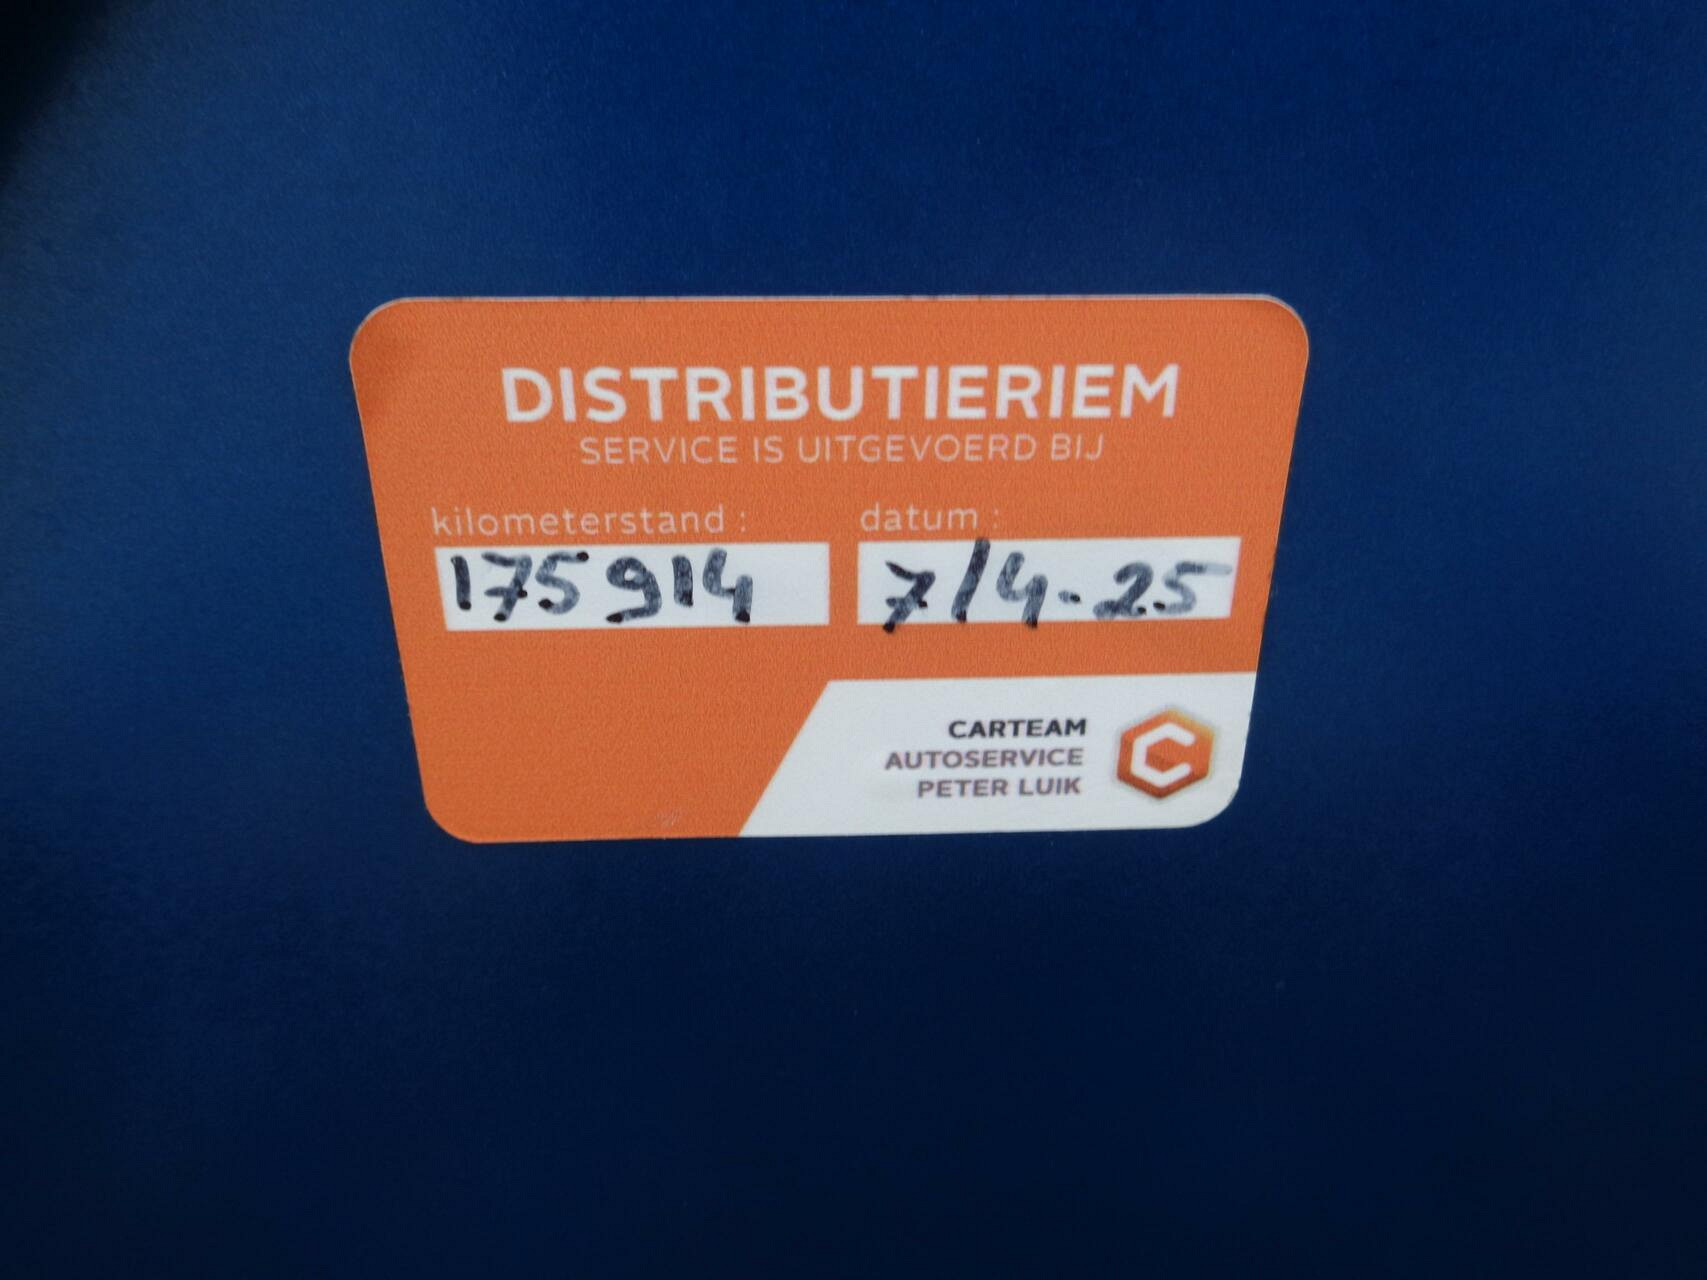 DISTRIBUTIERIEM
SERVICE IS UITGEVOERD BIJ
kilometerstand : datum :
175914 7/4-25
CARTEAM
AUTOSERVICE
PETER LUIK